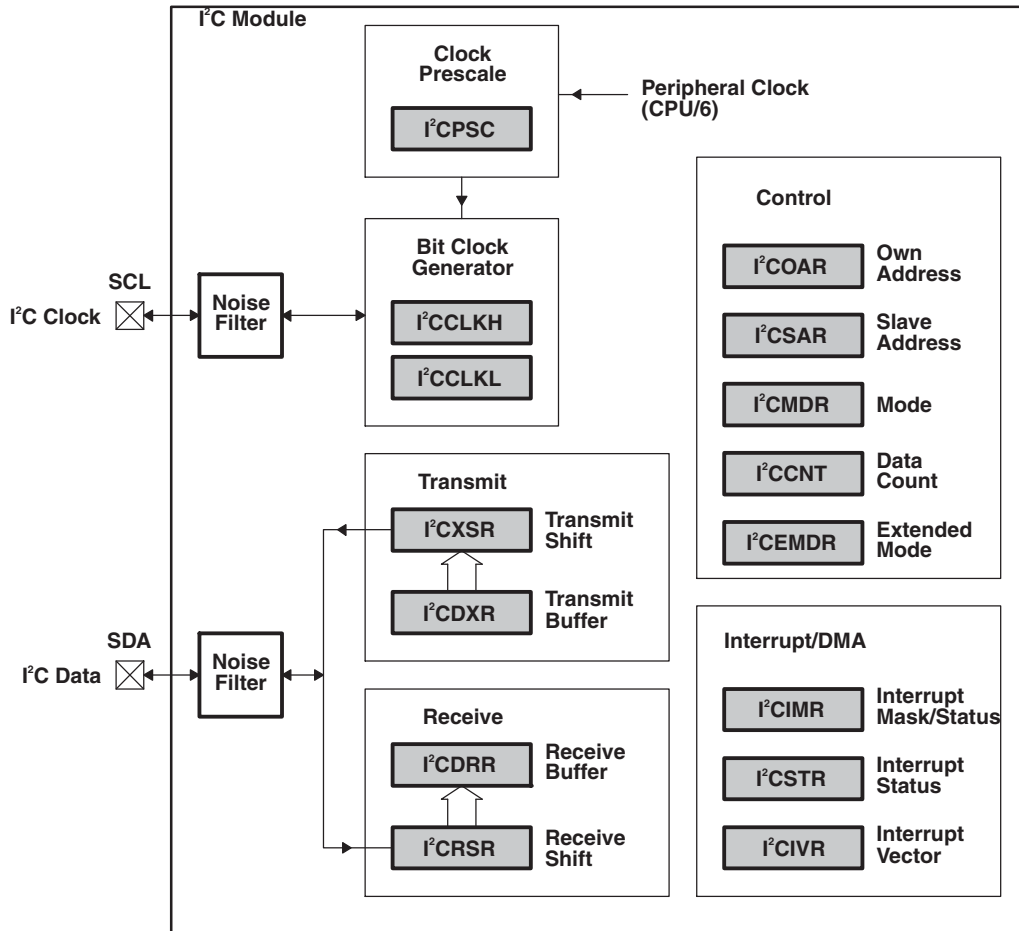 I²C Module
Clock
Prescale
I²CPSC
Peripheral Clock
(CPU/6)
Bit Clock
Generator
I²CCLKH
I²CCLKL
SCL
I²C Clock
Noise
Filter
Control
I²COAR
Own
Address
I²CSAR
Slave
Address
I²CMDR
Mode
I²CCNT
Data
Count
I²CEMDR
Extended
Mode
Transmit
I²CXSR
Transmit
Shift
I²CDXR
Transmit
Buffer
SDA
I²C Data
Noise
Filter
Receive
I²CDRR
Receive
Buffer
I²CRSR
Receive
Shift
Interrupt/DMA
I²CIMR
Interrupt
Mask/Status
I²CSTR
Interrupt
Status
I²CIVR
Interrupt
Vector